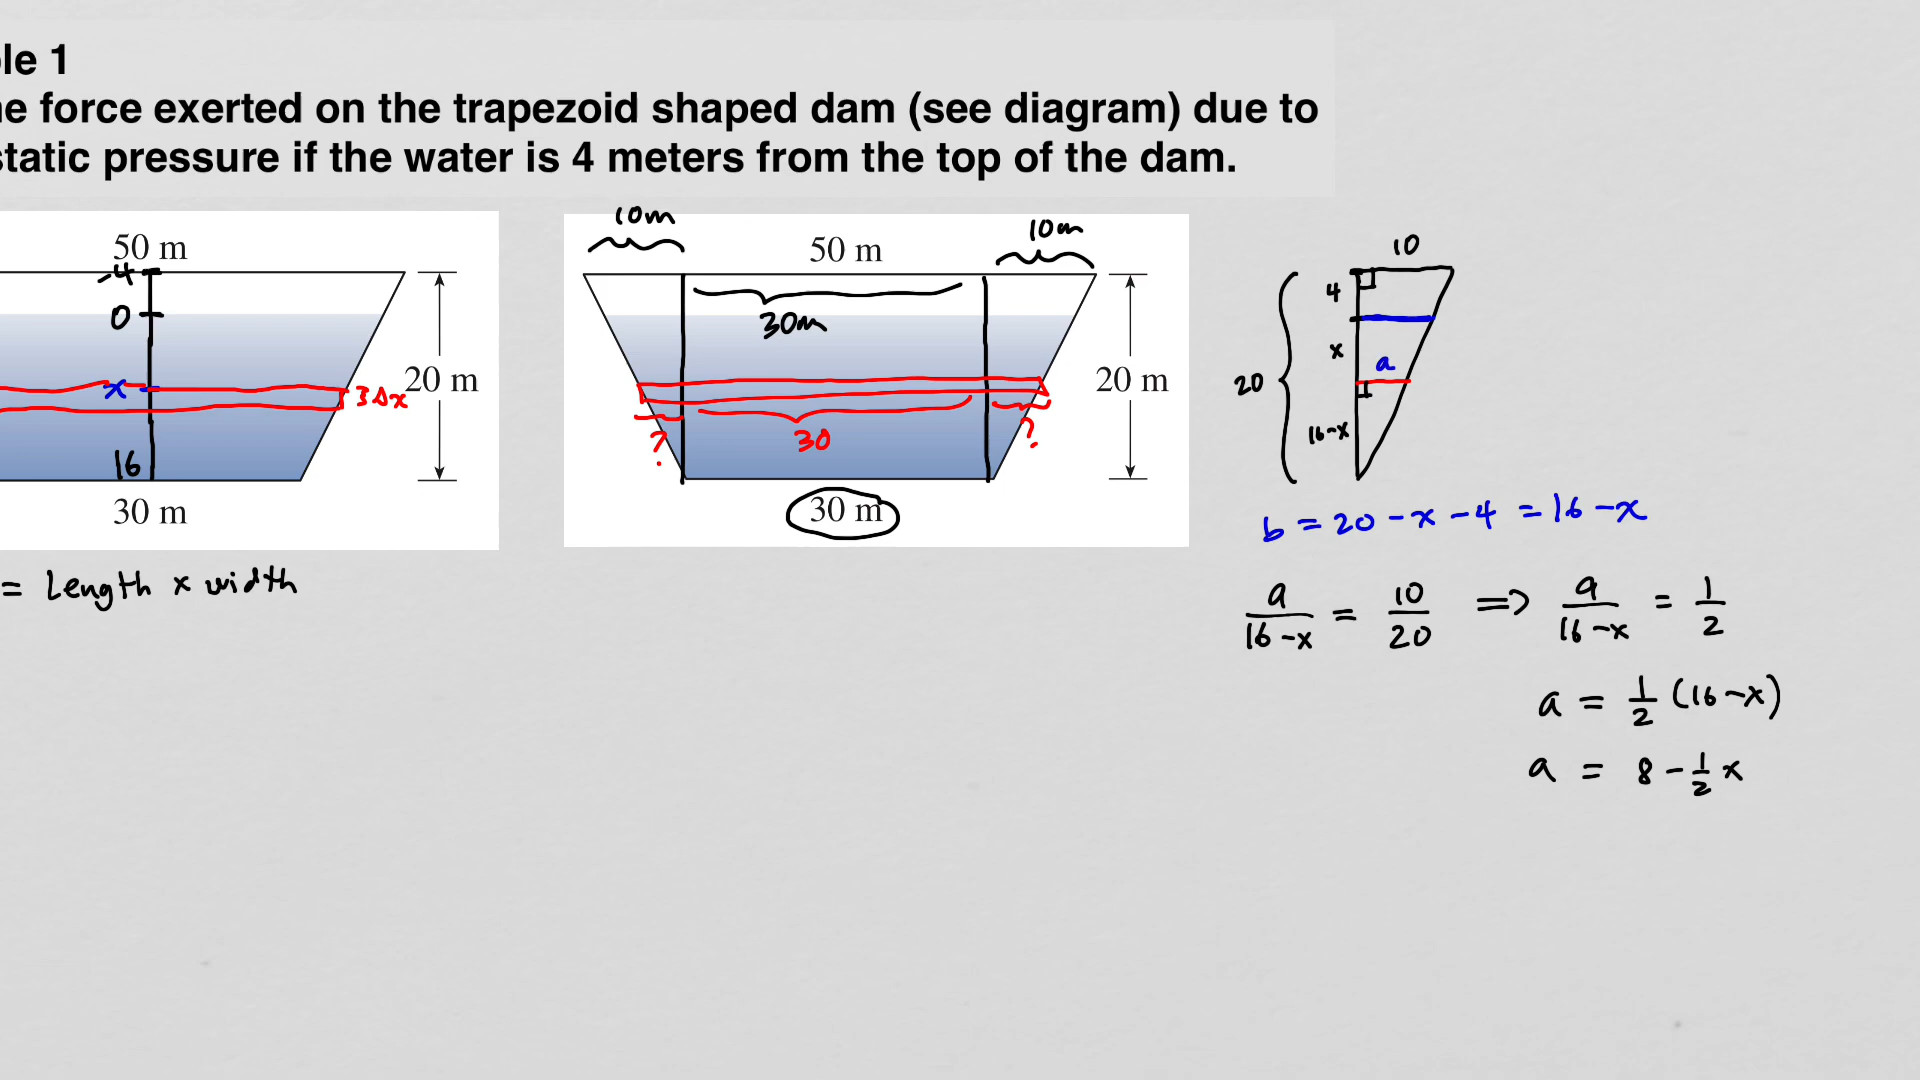 le 1
e force exerted on the trapezoid shaped dam (see diagram) due to
static pressure if the water is 4 meters from the top of the dam.
50 m
-4
0
x
3Δx
20 m
16
30 m
10m
50 m
10m
30m
20 m
?
30
?
30 m
10
4
x
a
20
16-x
b = 20 - x - 4 = 16 - x
= Length x width
a/(16-x) = 10/20 => a/(16-x) = 1/2
a = 1/2 (16-x)
a = 8 - 1/2 x